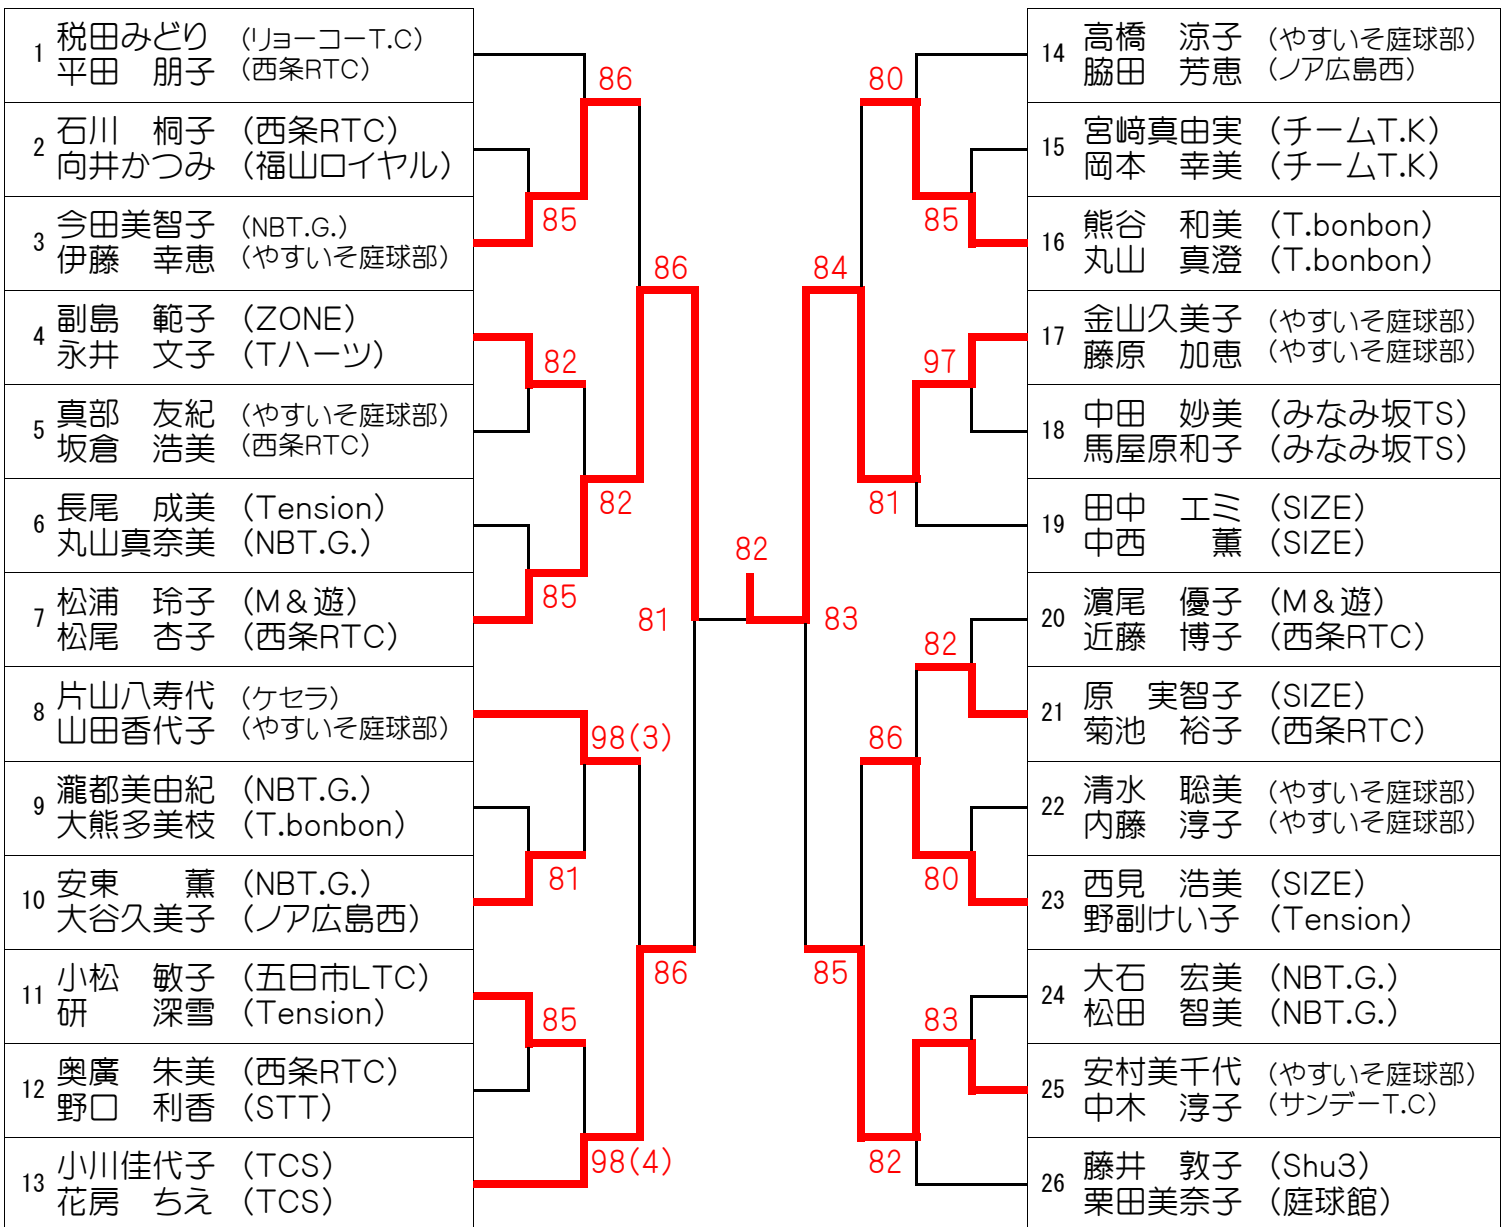 1 税田みどり (リョーコーT.C)
平田 朋子 (西条RTC)
2 石川 桐子 (西条RTC)
向井かつみ (福山ロイヤル)
3 今田美智子 (NBT.G.)
伊藤 幸恵 (やすいそ庭球部)
4 副島 範子 (ZONE)
永井 文子 (Tハーツ)
5 真部 友紀 (やすいそ庭球部)
坂倉 浩美 (西条RTC)
6 長尾 成美 (Tension)
丸山真奈美 (NBT.G.)
7 松浦 玲子 (M&遊)
松尾 杏子 (西条RTC)
8 片山八寿代 (ケセラ)
山田香代子 (やすいそ庭球部)
9 瀧都美由紀 (NBT.G.)
大熊多美枝 (T.bonbon)
10 安東 薫 (NBT.G.)
大谷久美子 (ノア広島西)
11 小松 敏子 (五日市LTC)
研 深雪 (Tension)
12 奥廣 朱美 (西条RTC)
野口 利香 (STT)
13 小川佳代子 (TCS)
花房 ちえ (TCS)
86
85
86
82
82
85
81
98(3)
81
86
85
98(4)
82
80
85
84
97
81
83
82
86
80
85
83
82
14 高橋 涼子 (やすいそ庭球部)
脇田 芳恵 (ノア広島西)
15 宮﨑真由実 (チームT.K)
岡本 幸美 (チームT.K)
16 熊谷 和美 (T.bonbon)
丸山 真澄 (T.bonbon)
17 金山久美子 (やすいそ庭球部)
藤原 加恵 (やすいそ庭球部)
18 中田 妙美 (みなみ坂TS)
馬屋原和子 (みなみ坂TS)
19 田中 エミ (SIZE)
中西 薫 (SIZE)
20 濵尾 優子 (M&遊)
近藤 博子 (西条RTC)
21 原 実智子 (SIZE)
菊池 裕子 (西条RTC)
22 清水 聡美 (やすいそ庭球部)
内藤 淳子 (やすいそ庭球部)
23 西見 浩美 (SIZE)
野副けい子 (Tension)
24 大石 宏美 (NBT.G.)
松田 智美 (NBT.G.)
25 安村美千代 (やすいそ庭球部)
中木 淳子 (サンデーT.C)
26 藤井 敦子 (Shu3)
栗田美奈子 (庭球館)